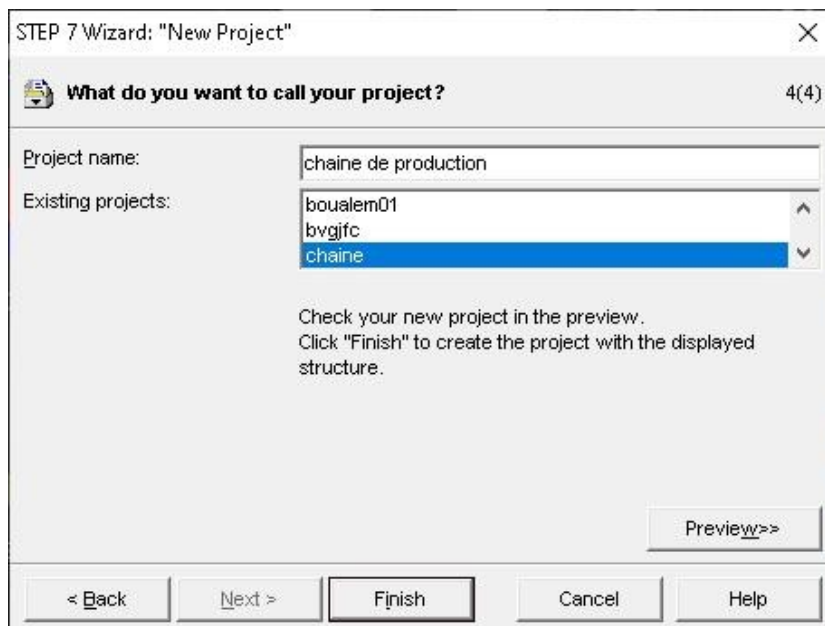 STEP 7 Wizard: "New Project"
What do you want to call your project?
4(4)
Project name:
chaine de production
Existing projects:
boualem01
bvgjfc
chaine
Check your new project in the preview.
Click "Finish" to create the project with the displayed
structure.
Preview>>
< Back
Next >
Finish
Cancel
Help